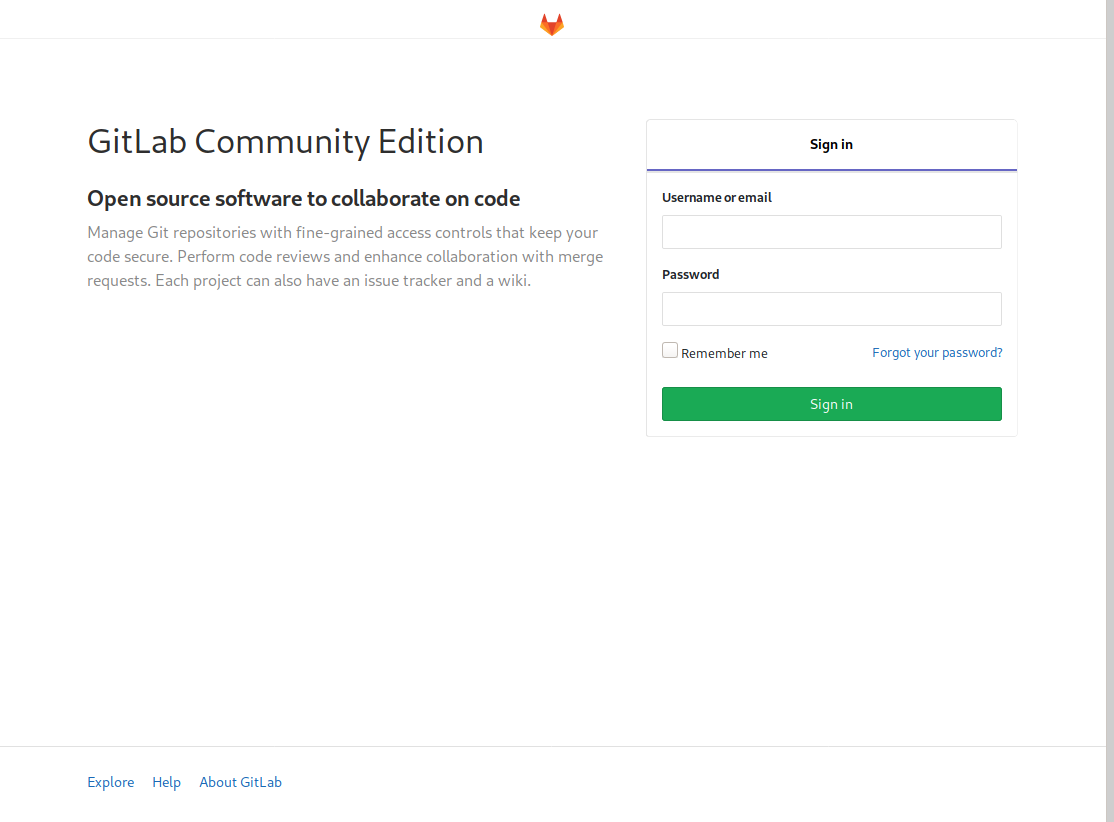 GitLab Community Edition
Open source software to collaborate on code
Manage Git repositories with fine-grained access controls that keep your
code secure. Perform code reviews and enhance collaboration with merge
requests. Each project can also have an issue tracker and a wiki.
Sign in
Username or email
Password
Remember me
Forgot your password?
Sign in
Explore
Help
About GitLab